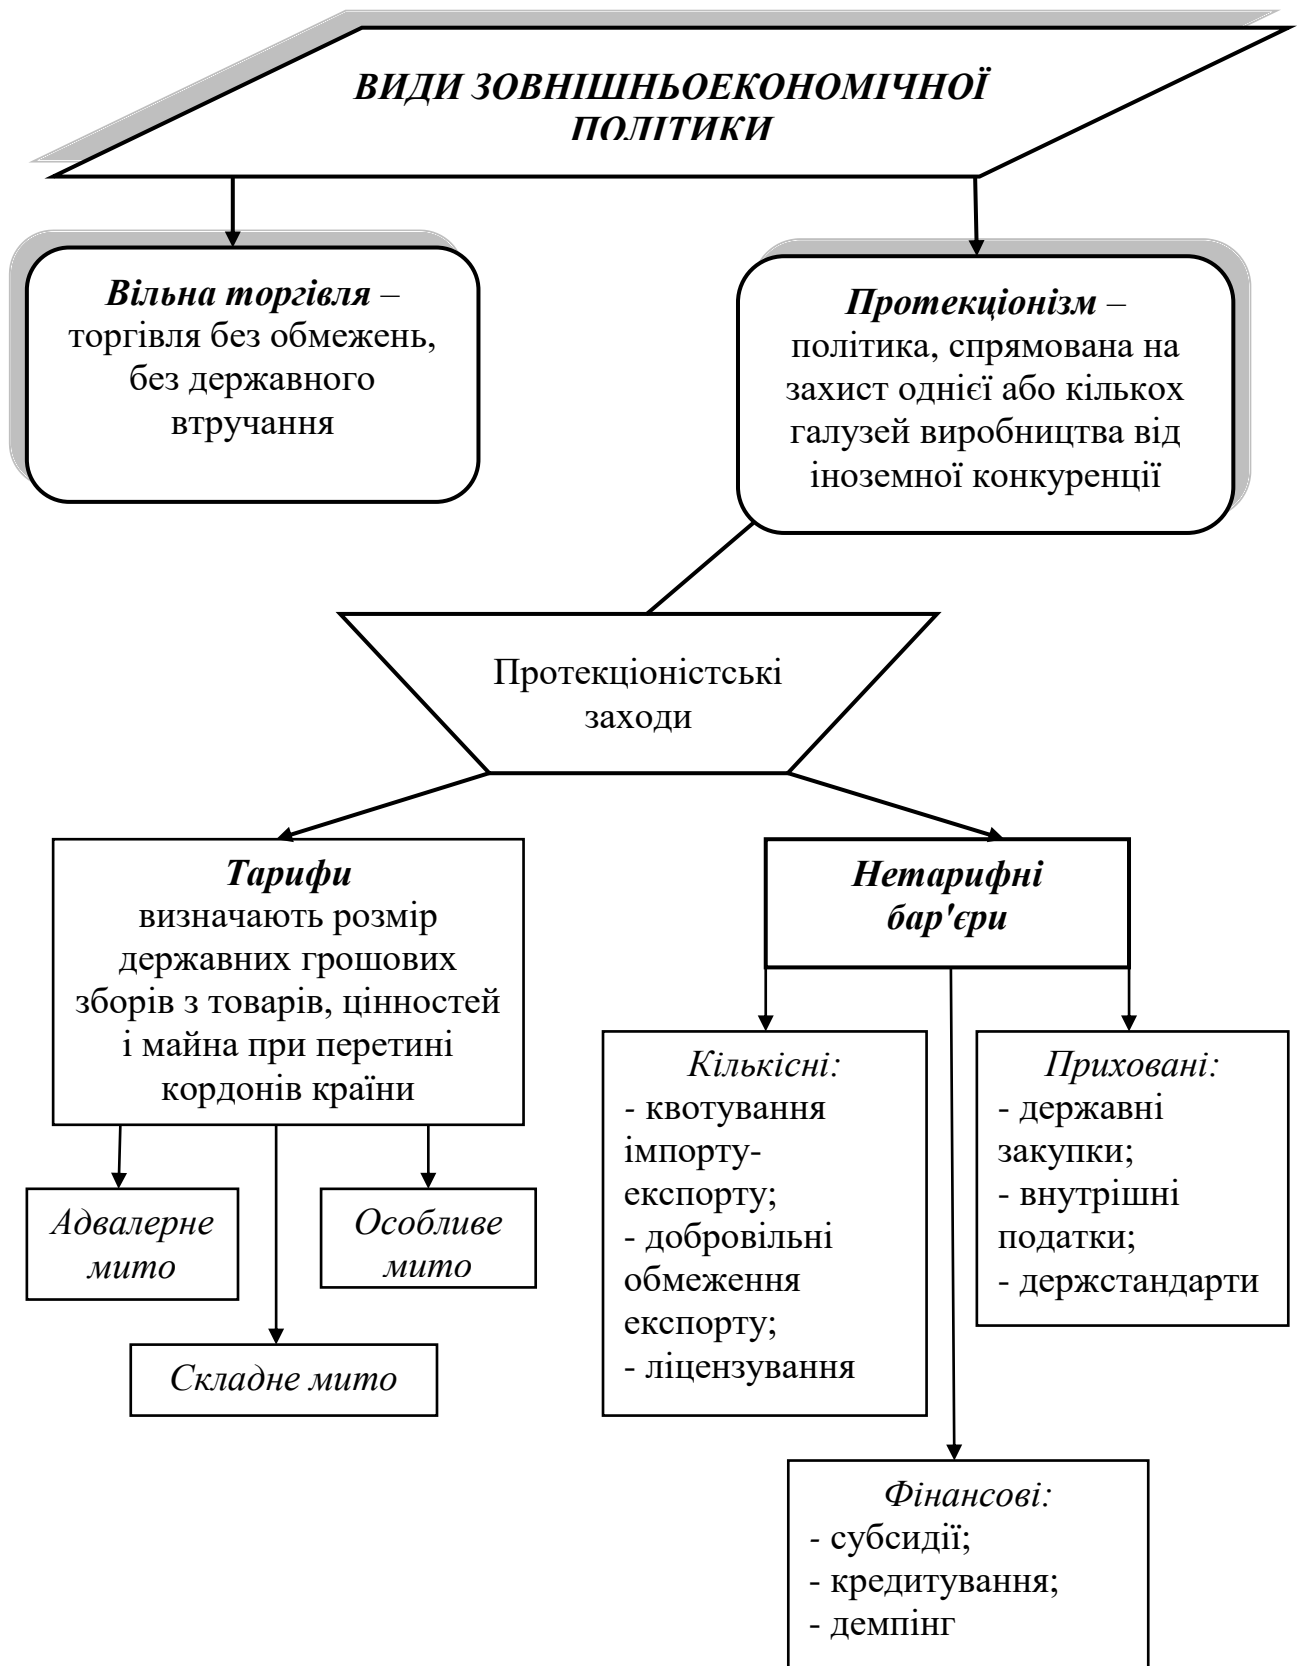 ВИДИ ЗОВНІШНЬОЕКОНОМІЧНОЇ
ПОЛІТИКИ
Вільна торгівля –
торгівля без обмежень,
без державного
втручання
Протекціонізм –
політика, спрямована на
захист однієї або кількох
галузей виробництва від
іноземної конкуренції
Протекціоністські
заходи
Тарифи
визначають розмір
державних грошових
зборів з товарів, цінностей
і майна при перетині
кордонів країни
Нетарифні
бар'єри
Адвалерне
мито
Особливе
мито
Складне мито
Кількісні:
- квотування
імпорту-
експорту;
- добровільні
обмеження
експорту;
- ліцензування
Приховані:
- державні
закупки;
- внутрішні
податки;
- держстандарти
Фінансові:
- субсидії;
- кредитування;
- демпінг